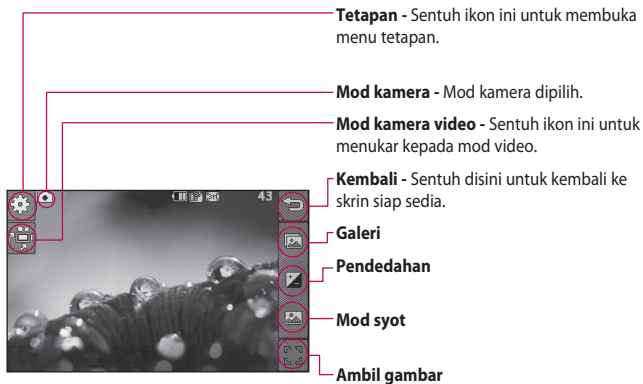 Tetapan - Sentuh ikon ini untuk membuka
menu tetapan.
Mod kamera - Mod kamera dipilih.
Mod kamera video - Sentuh ikon ini untuk
menukar kepada mod video.
Kembali - Sentuh disini untuk kembali ke
skrin siap sedia.
43
Galeri
Pendedahan
Mod syot
Ambil gambar